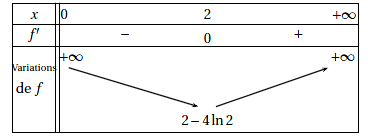 x 0 2 +∞
f′ − 0 +
+∞ +∞
Variations
de f
2 − 4 ln 2